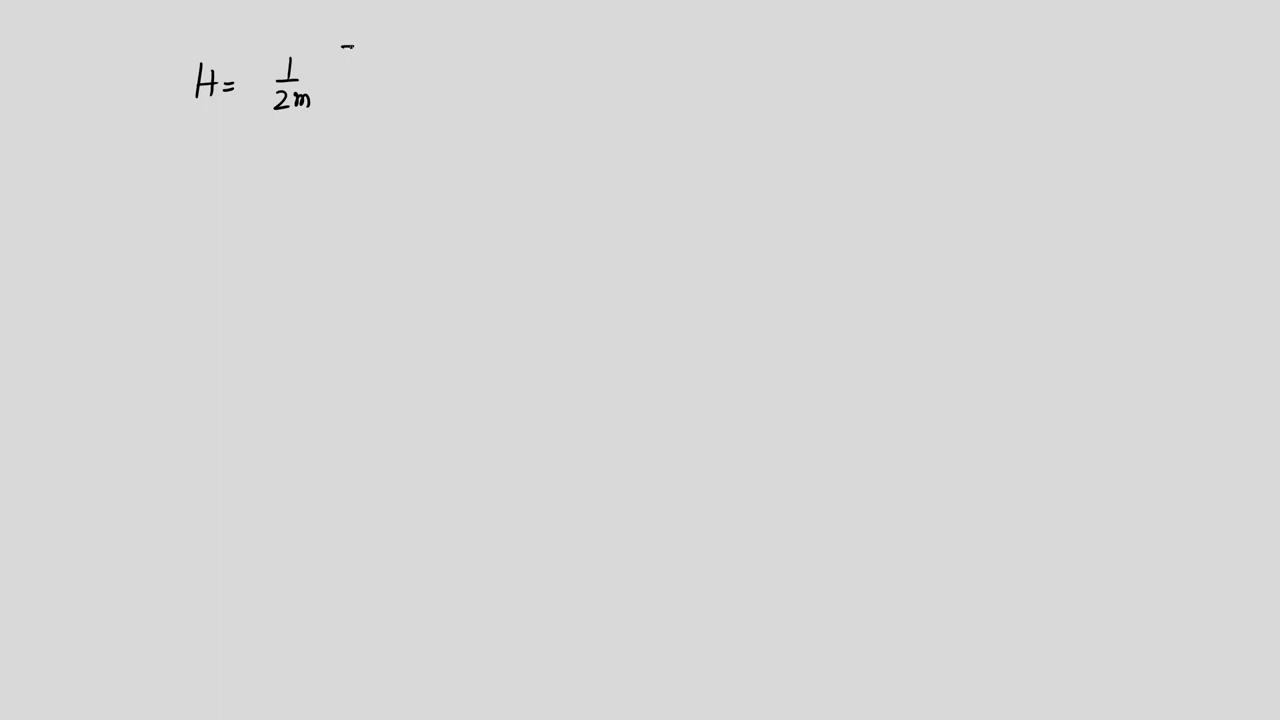 H = 1/2m